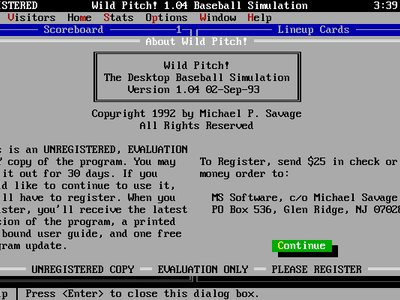 ISTERED Wild Pitch! 1.04 Baseball Simulation 3:39
Visitors Home Stats Options Window Help
Scoreboard 1 Lineup Cards
About Wild Pitch!
Wild Pitch!
The Desktop Baseball Simulation
Version 1.04 02-Sep-93
Copyright 1992 by Michael P. Savage
All Rights Reserved
is an UNREGISTERED, EVALUATION
copy of the program. You may
it out for 30 days. If you
ld like to continue to use it,
'll have to register. When you
ister, you'll receive the latest
sion of the program, a printed
bound user guide, and one free
gram update.
To Register, send $25 in check or
money order to:
MS Software, c/o Michael Savage
PO Box 536, Glen Ridge, NJ 07028
Continue
UNREGISTERED COPY EVALUATION ONLY PLEASE REGISTER
lp Press <Enter> to close this dialog box.